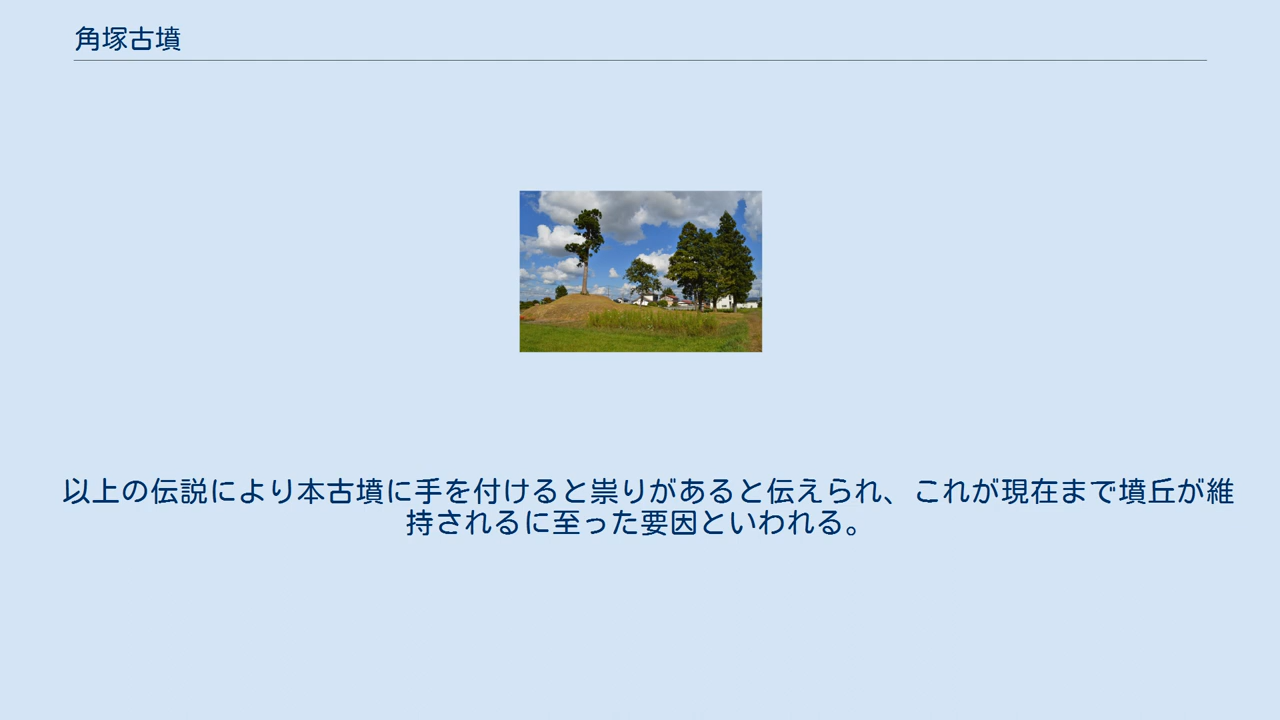 角塚古墳
以上の伝説により本古墳に手を付けると祟りがあると伝えられ、これが現在まで墳丘が維
持されるに至った要因といわれる。